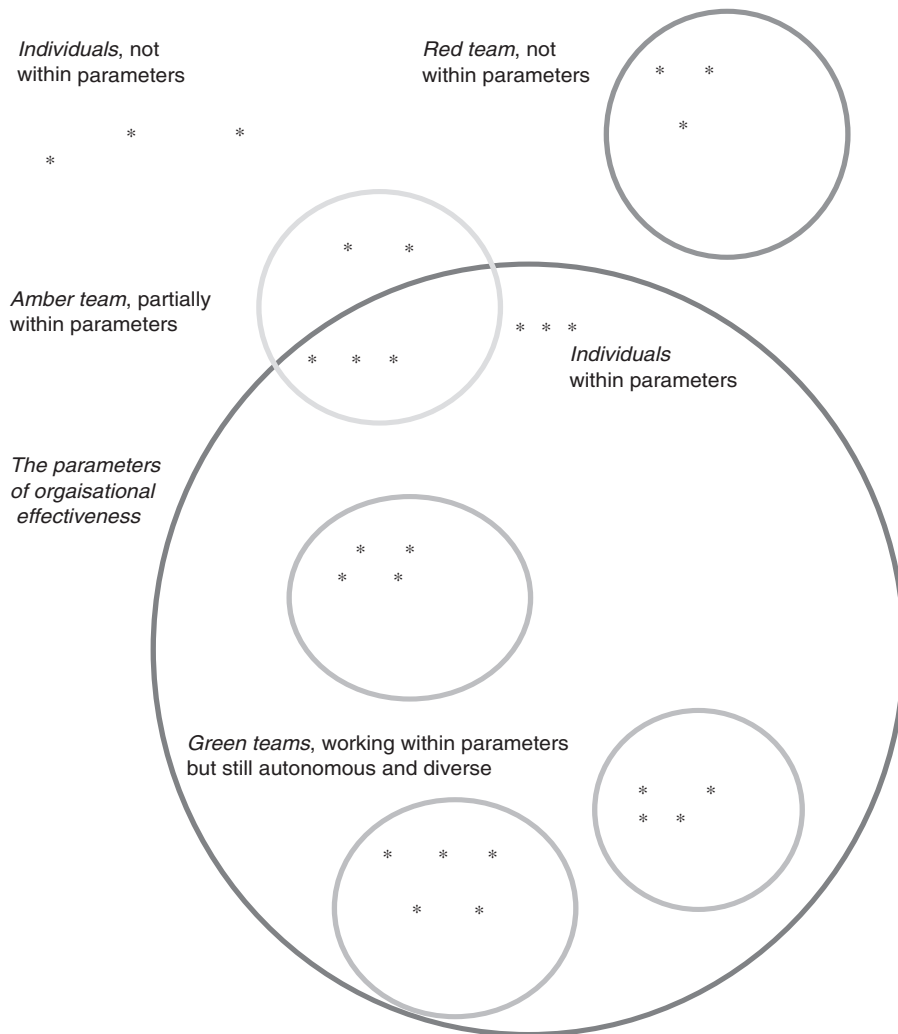 Individuals, not
within parameters
Red team, not
within parameters
Amber team, partially
within parameters
Individuals
within parameters
The parameters
of orgaisational
effectiveness
Green teams, working within parameters
but still autonomous and diverse